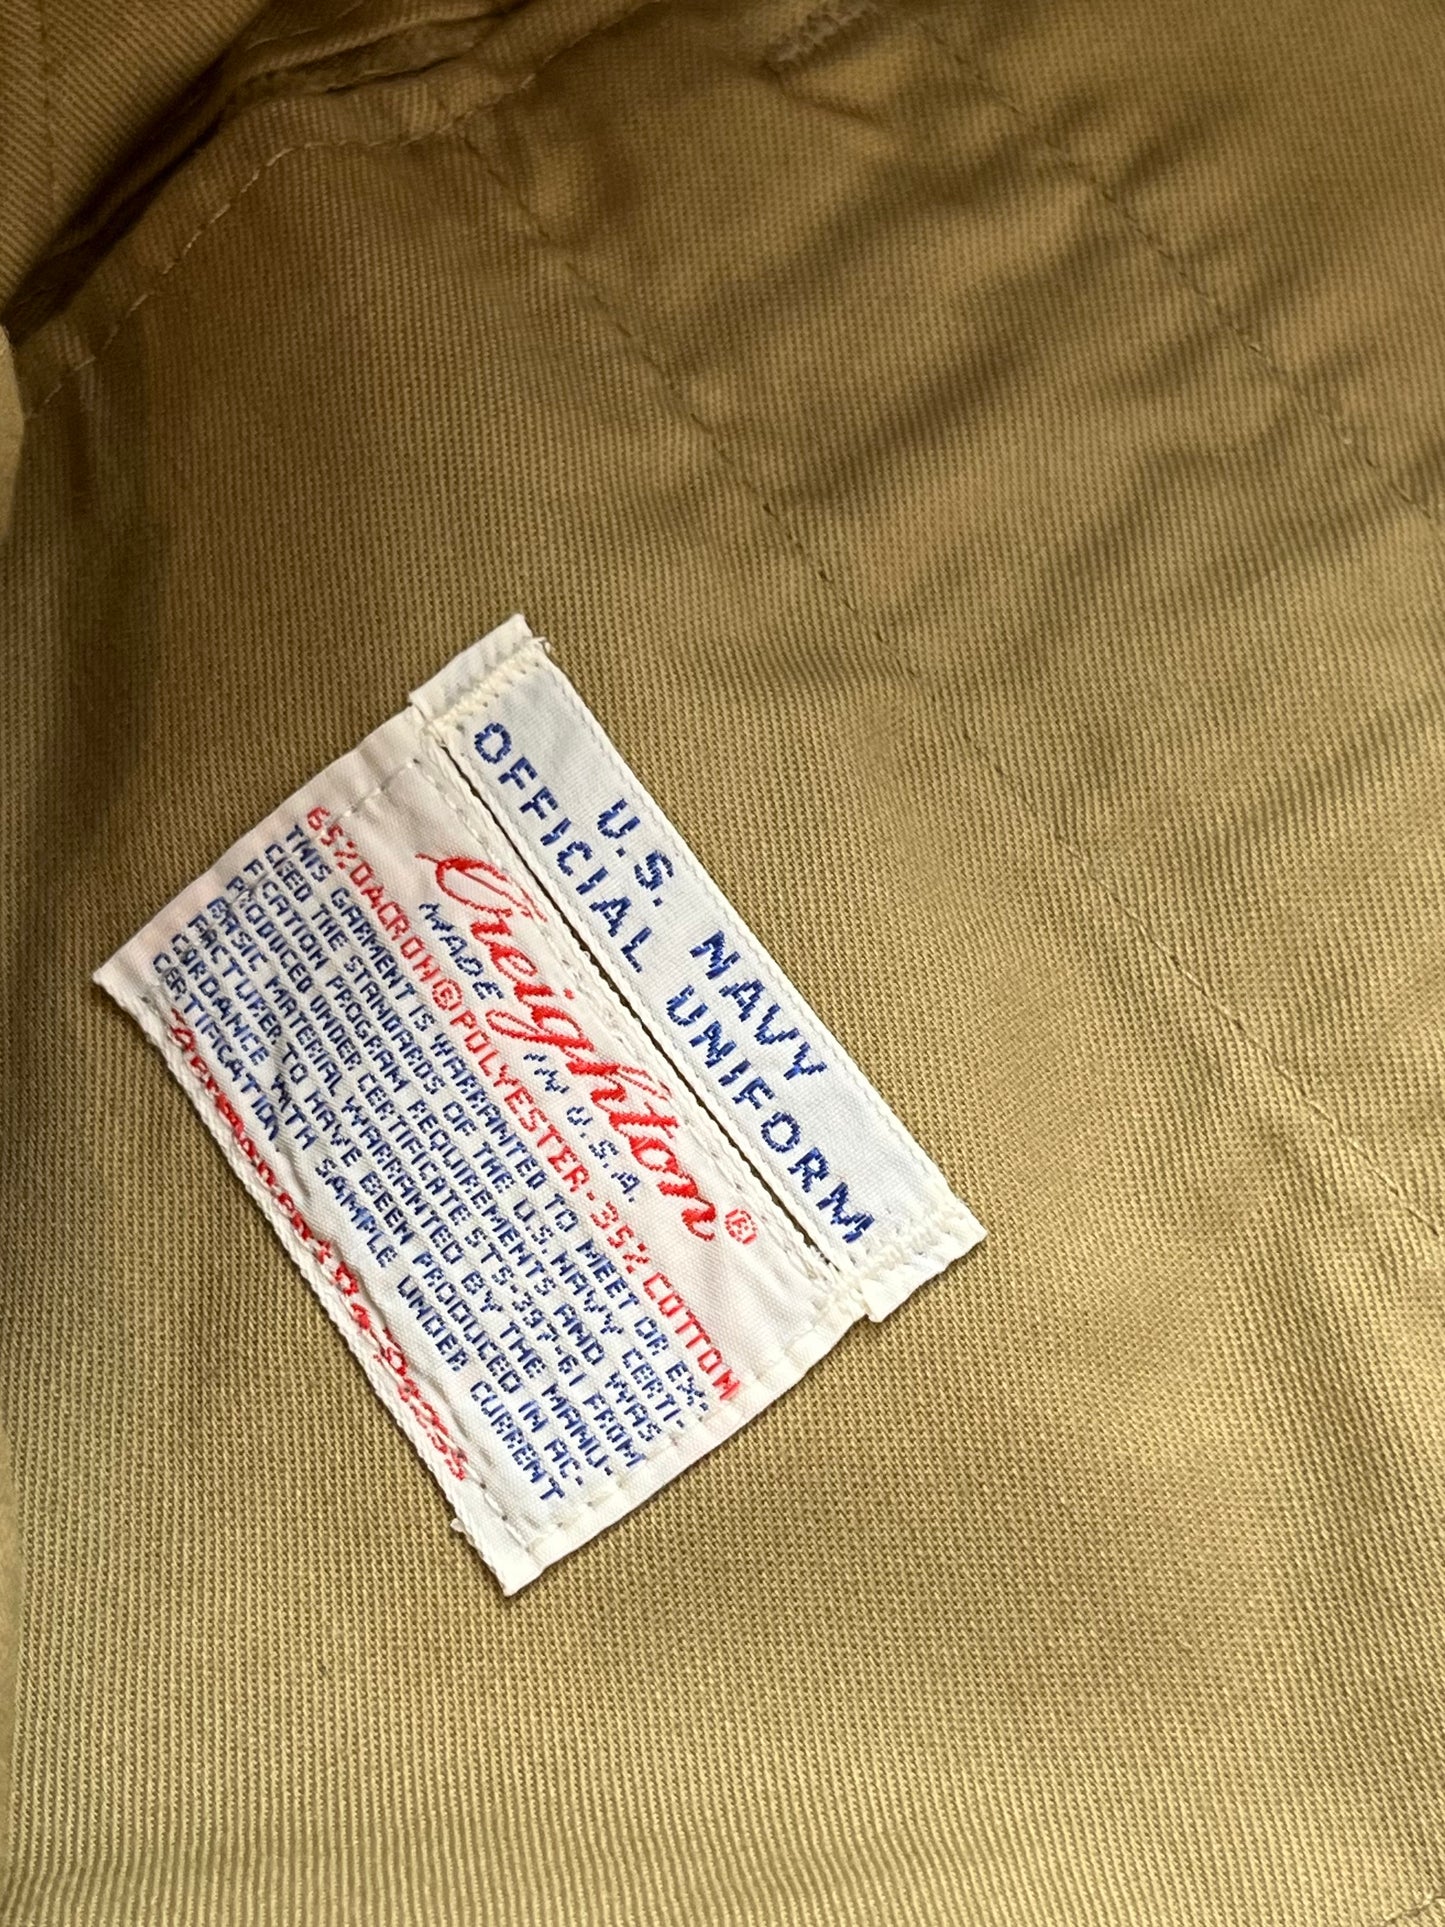 U.S. NAVY
OFFICIAL UNIFORM
Creighton®
MADE IN U.S.A.
65% DACRON® POLYESTER-35% COTTON
THIS GARMENT IS WARRANTED TO MEET OR EX-
CEED THE STANDARDS OF THE U.S. NAVY CERTI-
FICATION PROGRAM REQUIREMENTS AND WAS
PRODUCED UNDER CERTIFICATE STS-397-61 FROM
BASIC MATERIAL WARRANTED BY THE MANU-
FACTURER TO HAVE BEEN PRODUCED IN AC-
CORDANCE WITH SAMPLE UNDER CURRENT
CERTIFICATION